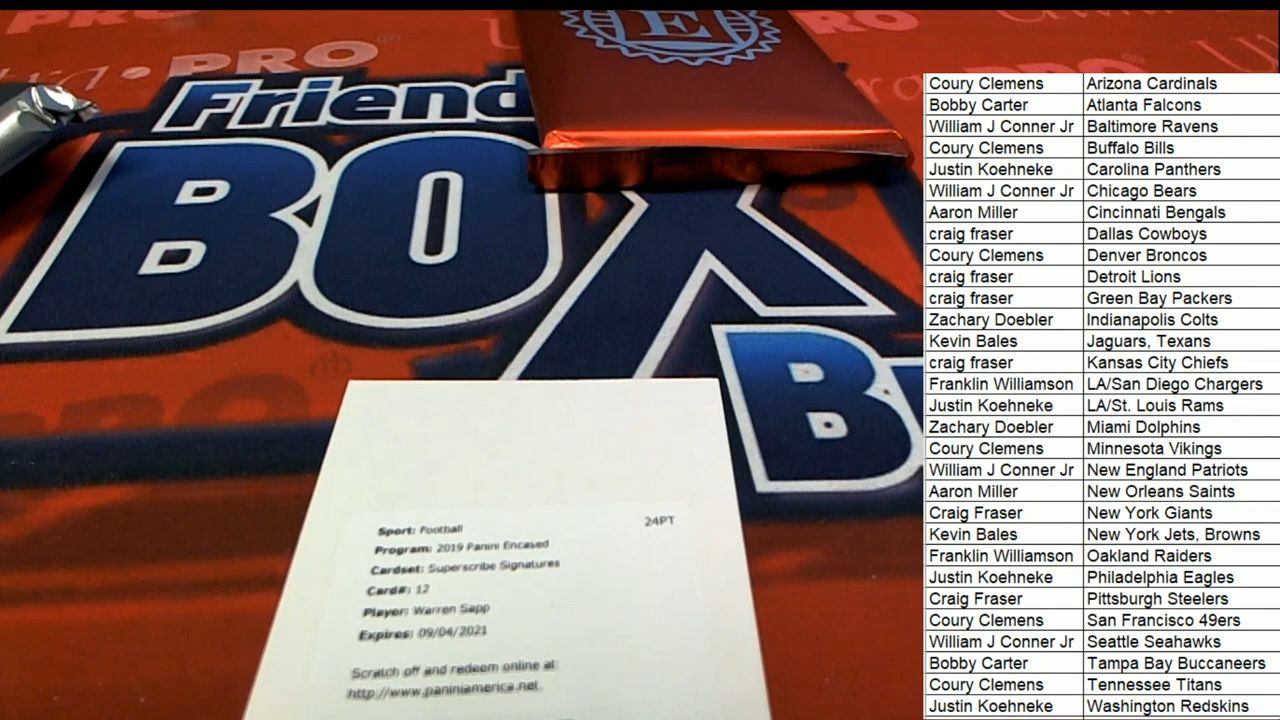 PRO
PRO
E
Friend
BOX
B
Sport: Football
24PT
Program: 2019 Panini Encased
Cardset: Superscribe Signatures
Card#: 12
Player: Warren Sapp
Expires: 09/04/2021
Scratch off and redeem online at:
http://www.paniniamerica.net.
Coury Clemens Arizona Cardinals
Bobby Carter Atlanta Falcons
William J Conner Jr Baltimore Ravens
Coury Clemens Buffalo Bills
Justin Koehneke Carolina Panthers
William J Conner Jr Chicago Bears
Aaron Miller Cincinnati Bengals
craig fraser Dallas Cowboys
Coury Clemens Denver Broncos
craig fraser Detroit Lions
craig fraser Green Bay Packers
Zachary Doebler Indianapolis Colts
Kevin Bales Jaguars, Texans
craig fraser Kansas City Chiefs
Franklin Williamson LA/San Diego Chargers
Justin Koehneke LA/St. Louis Rams
Zachary Doebler Miami Dolphins
Coury Clemens Minnesota Vikings
William J Conner Jr New England Patriots
Aaron Miller New Orleans Saints
Craig Fraser New York Giants
Kevin Bales New York Jets, Browns
Franklin Williamson Oakland Raiders
Justin Koehneke Philadelphia Eagles
Craig Fraser Pittsburgh Steelers
Coury Clemens San Francisco 49ers
William J Conner Jr Seattle Seahawks
Bobby Carter Tampa Bay Buccaneers
Coury Clemens Tennessee Titans
Justin Koehneke Washington Redskins